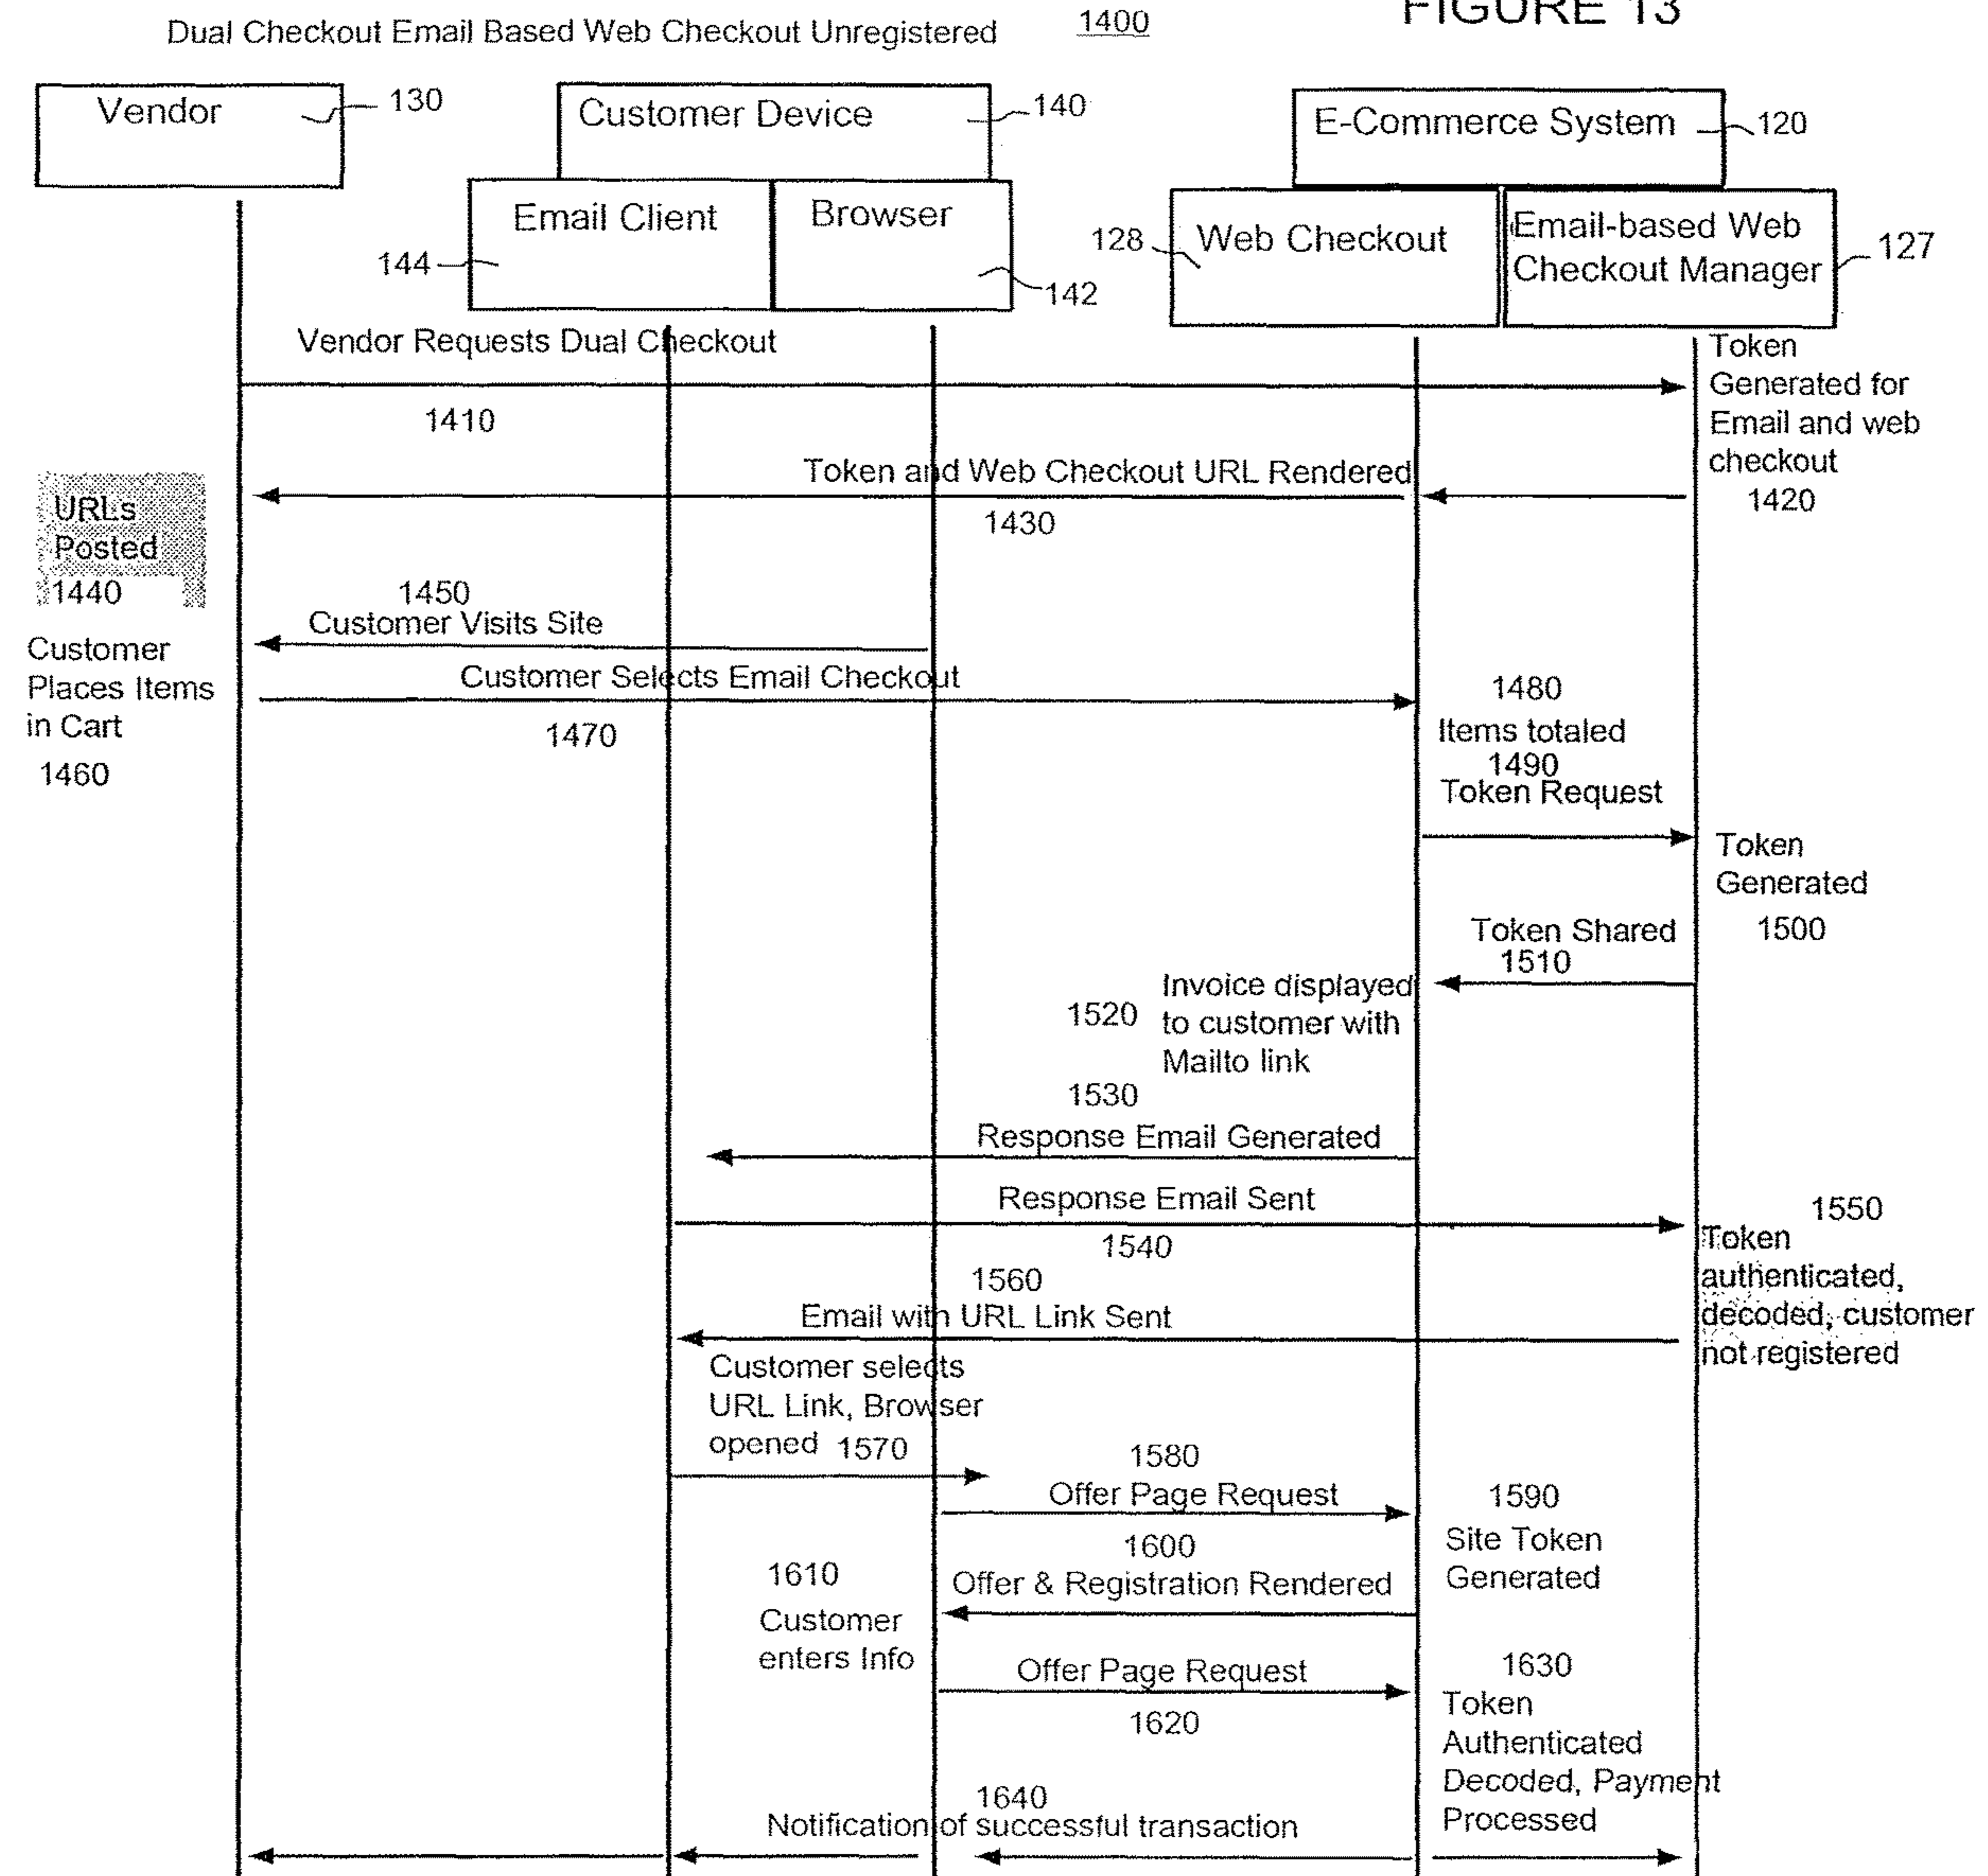 FIGURE 13
Dual Checkout Email Based Web Checkout Unregistered
1400
Vendor
130
Customer Device
140
E-Commerce System
120
Email Client
144
Browser
142
128
Web Checkout
Email-based Web
Checkout Manager
127
Vendor Requests Dual Checkout
1410
Token
Generated for
Email and web
checkout
1420
Token and Web Checkout URL Rendered
1430
URLs
Posted
1440
1450
Customer Visits Site
Customer
Places Items
in Cart
1460
Customer Selects Email Checkout
1470
1480
Items totaled
1490
Token Request
Token
Generated
1500
Token Shared
1510
1520
Invoice displayed
to customer with
Mailto link
1530
Response Email Generated
Response Email Sent
1540
1550
Token
authenticated,
decoded, customer
not registered
1560
Email with URL Link Sent
Customer selects
URL Link, Browser
opened 1570
1580
Offer Page Request
1590
Site Token
Generated
1600
Offer & Registration Rendered
1610
Customer
enters Info
Offer Page Request
1620
1630
Token
Authenticated
Decoded, Payment
Processed
1640
Notification of successful transaction